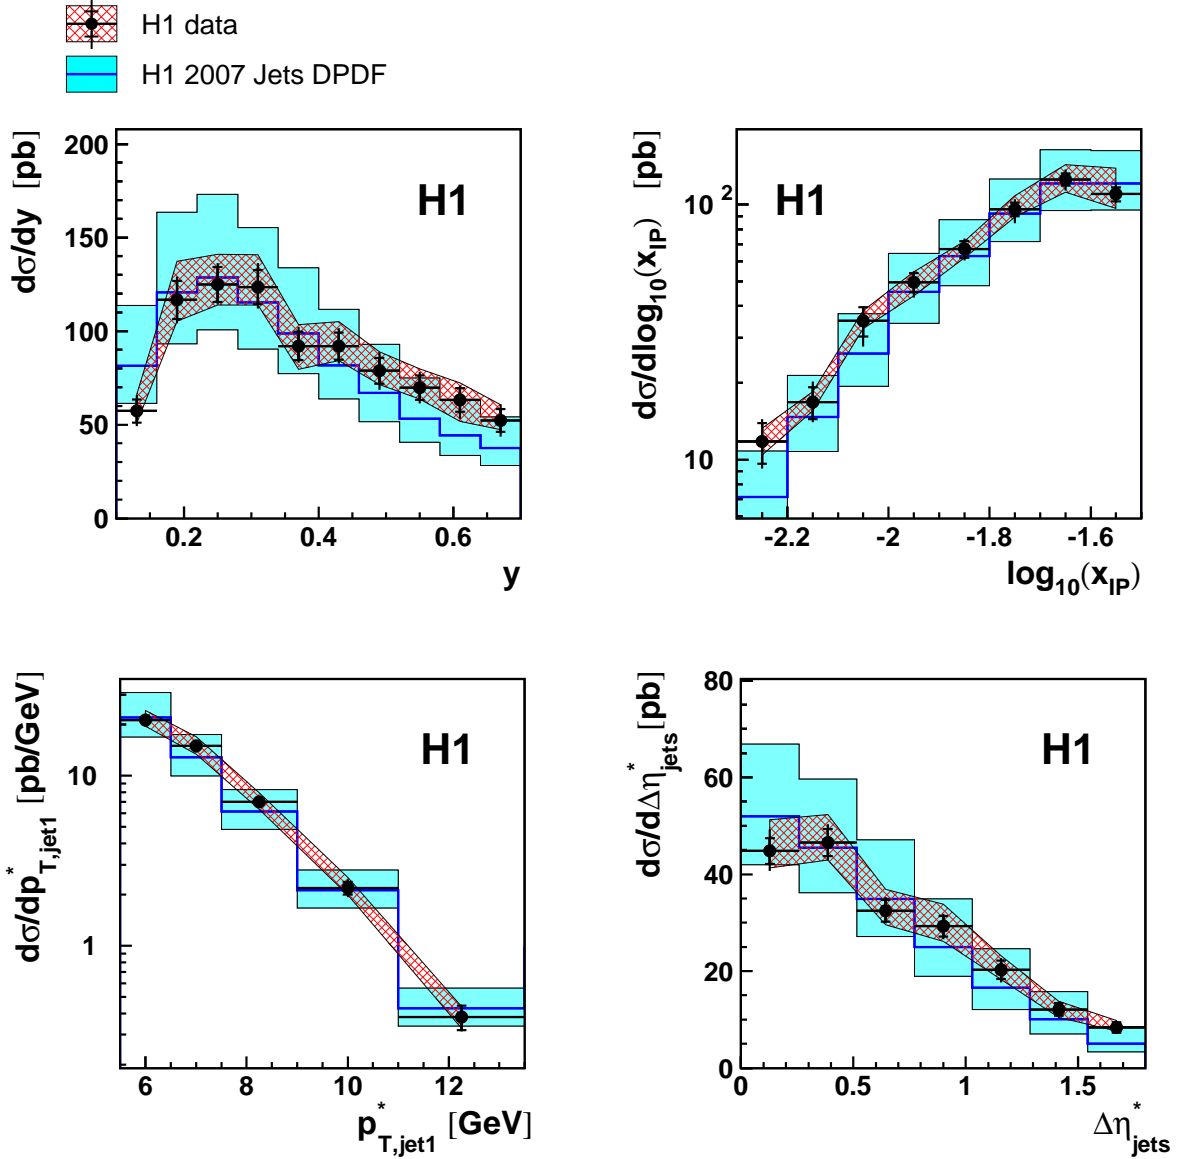 H1 data
H1 2007 Jets DPDF
dσ/dy [pb]
200
150
100
50
0
H1
0.2 0.4 0.6
y
dσ/dlog10(xIP) [pb]
10 2
10
H1
-2.2 -2 -1.8 -1.6
log10(xIP)
dσ/dp*T,jet1 [pb/GeV]
10
1
H1
6 8 10 12
p*T,jet1 [GeV]
dσ/dΔη*jets [pb]
80
60
40
20
0
H1
0 0.5 1 1.5
Δη*jets